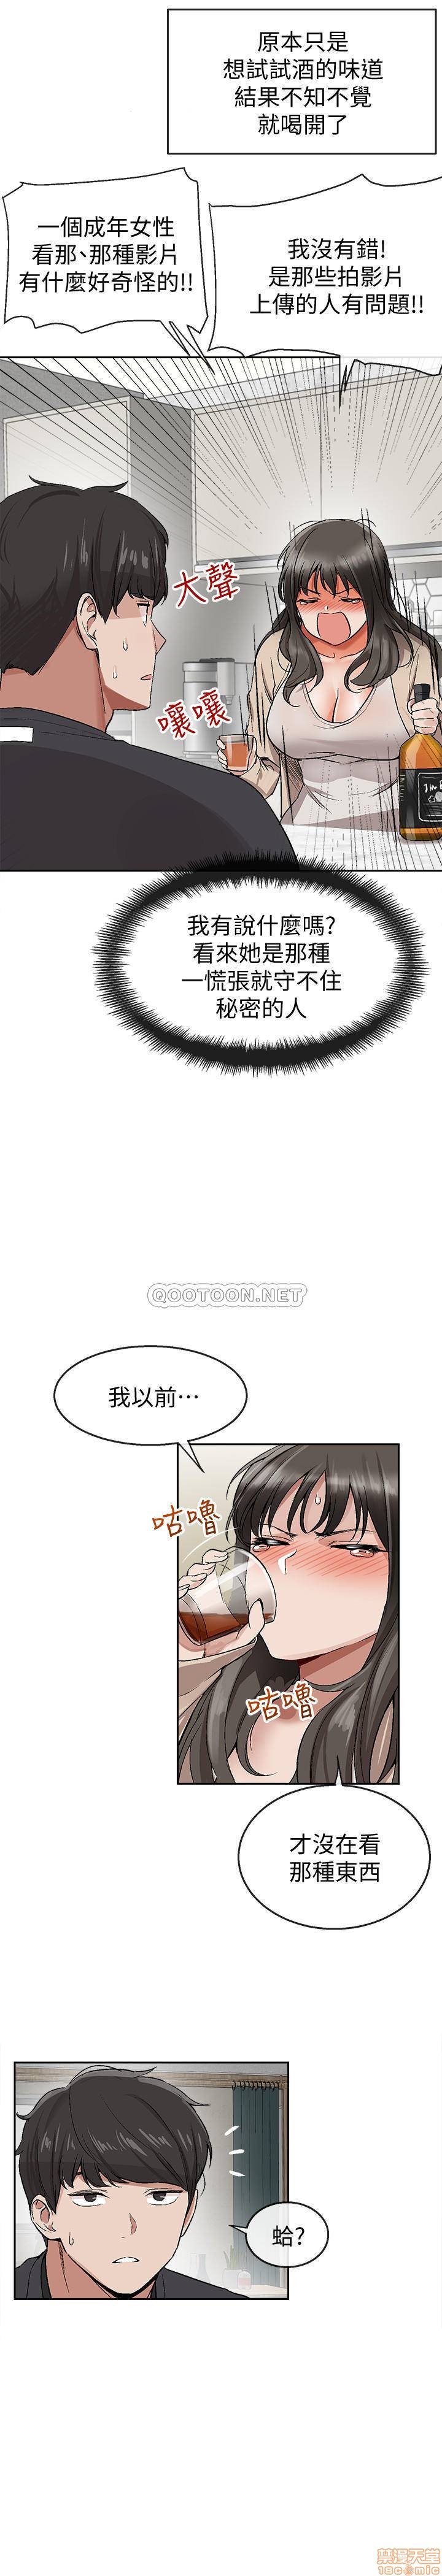 原本只是
想試試酒的味道
結果不知不覺
就喝開了
一個成年女性
看那、那種影片
有什麼好奇怪的!!
我沒有錯!
是那些拍影片
上傳的人有問題!!
大聲
嚷嚷
我有說什麼嗎?
看來她是那種
一慌張就守不住
秘密的人
QOOTOON.NET
我以前…
咕嚕
咕嚕
才沒在看
那種東西
蛤?
禁漫天堂